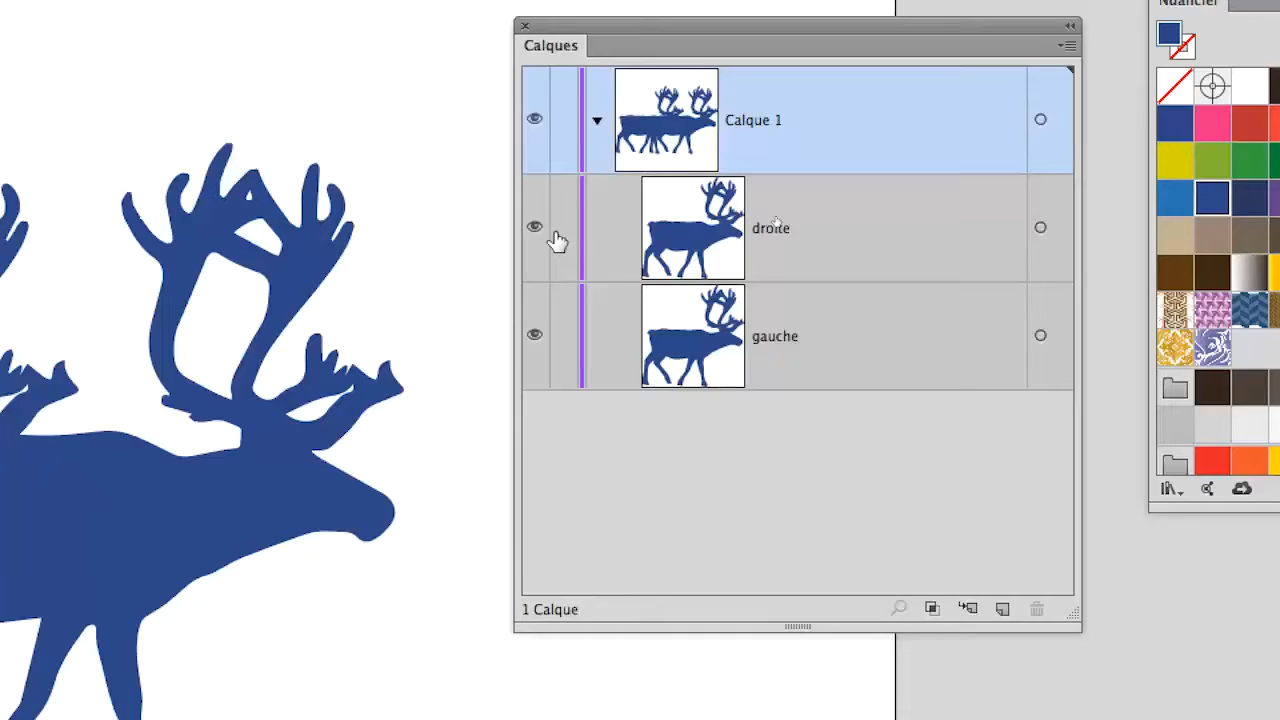 Nuancier
Calques
Calque 1
droite
gauche
1 Calque